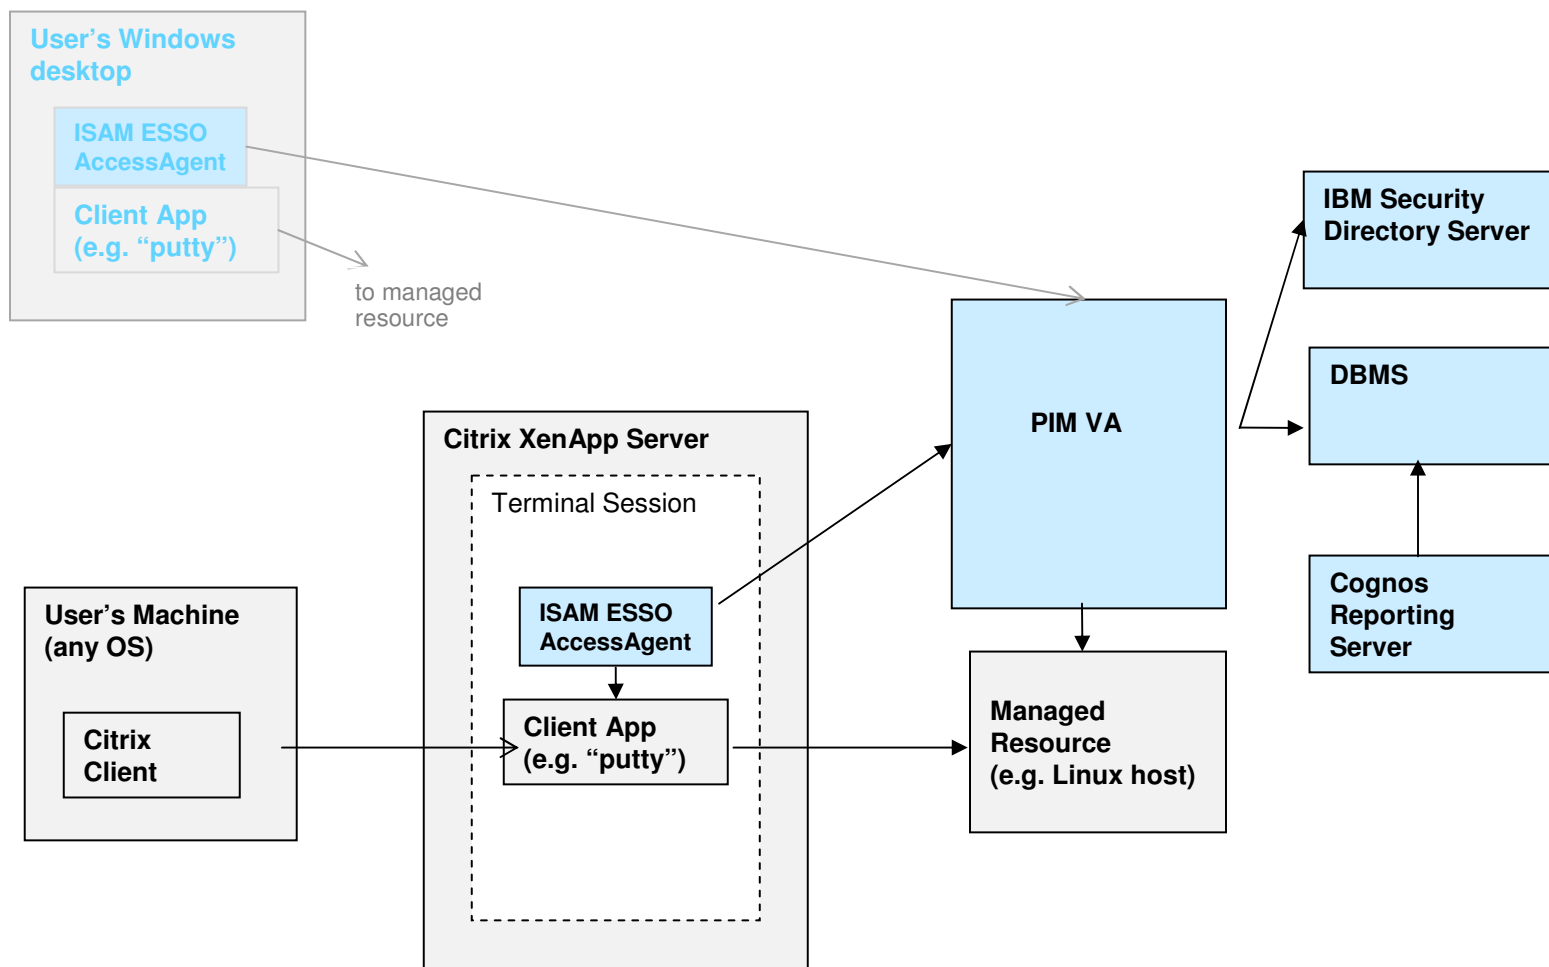 User’s Windows
desktop
ISAM ESSO
AccessAgent
Client App
(e.g. “putty”)
to managed
resource
IBM Security
Directory Server
DBMS
PIM VA
Cognos
Reporting
Server
Citrix XenApp Server
Terminal Session
ISAM ESSO
AccessAgent
Client App
(e.g. “putty”)
User’s Machine
(any OS)
Citrix
Client
Managed
Resource
(e.g. Linux host)